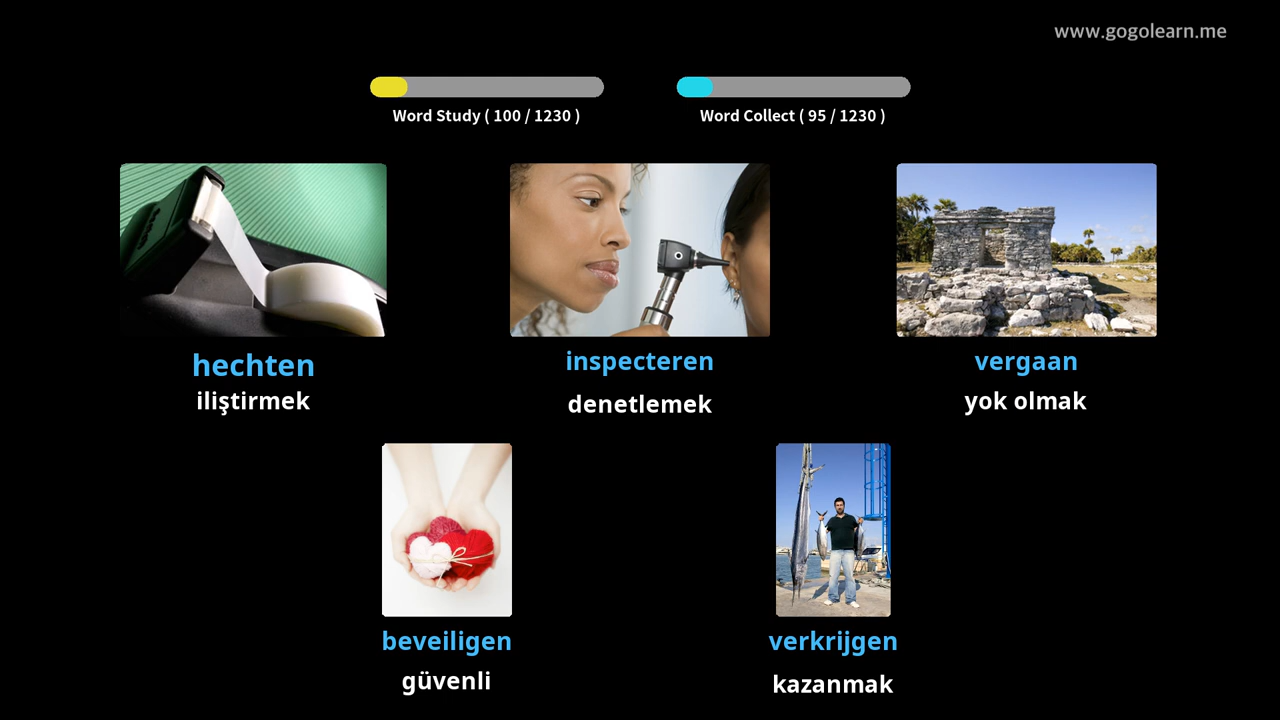 www.gogolearn.me
Word Study ( 100 / 1230 )
Word Collect ( 95 / 1230 )
hechten
iliştirmek
inspecteren
denetlemek
vergaan
yok olmak
beveiligen
güvenli
verkrijgen
kazanmak